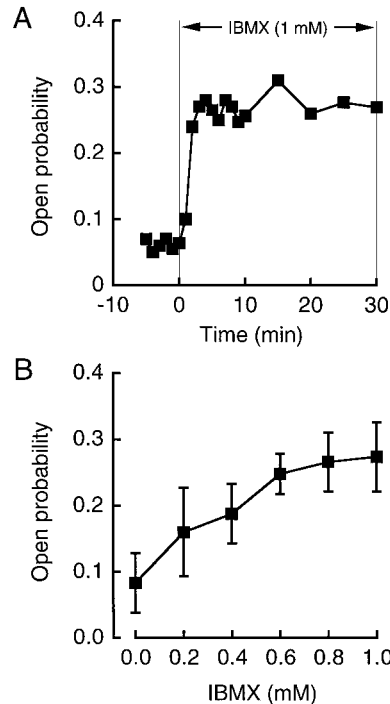 A
IBMX (1 mM)
0.4
0.3
0.2
0.1
0
Open probability
-10 0 10 20 30
Time (min)
B
0.4
0.3
0.2
0.1
0.0
Open probability
0.0 0.2 0.4 0.6 0.8 1.0
IBMX (mM)